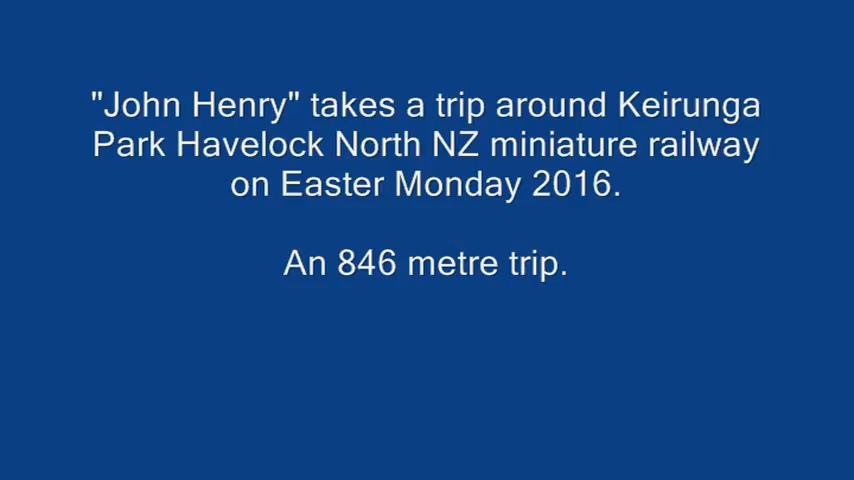 "John Henry" takes a trip around Keirunga
Park Havelock North NZ miniature railway
on Easter Monday 2016.
An 846 metre trip.